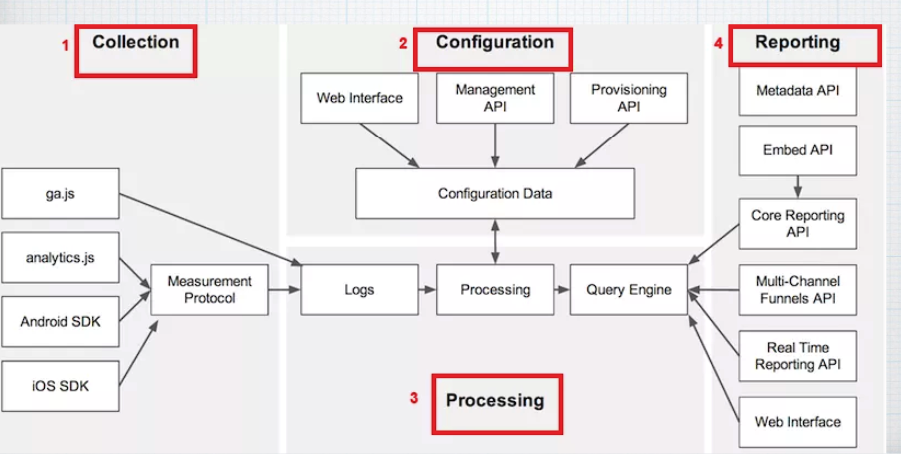 1
Collection
2
Configuration
4
Reporting
Web Interface
Management
API
Provisioning
API
Metadata API
Embed API
Configuration Data
Core Reporting
API
ga.js
analytics.js
Android SDK
iOS SDK
Measurement
Protocol
Logs
Processing
Query Engine
Multi-Channel
Funnels API
Real Time
Reporting API
Web Interface
3
Processing